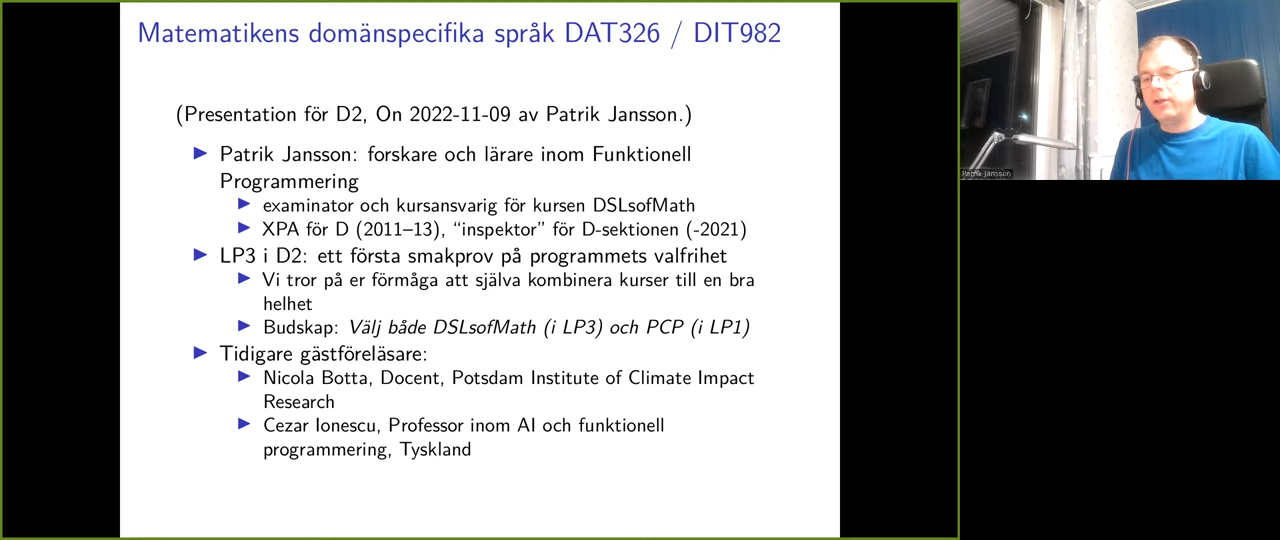 Matematikens domänspecifika språk DAT326 / DIT982
(Presentation för D2, On 2022-11-09 av Patrik Jansson.)
Patrik Jansson: forskare och lärare inom Funktionell
Programmering
examinator och kursansvarig för kursen DSLsofMath
XPA för D (2011–13), “inspektor” för D-sektionen (-2021)
LP3 i D2: ett första smakprov på programmets valfrihet
Vi tror på er förmåga att själva kombinera kurser till en bra
helhet
Budskap: Välj både DSLsofMath (i LP3) och PCP (i LP1)
Tidigare gästföreläsare:
Nicola Botta, Docent, Potsdam Institute of Climate Impact
Research
Cezar Ionescu, Professor inom AI och funktionell
programmering, Tyskland
Patrik Jansson